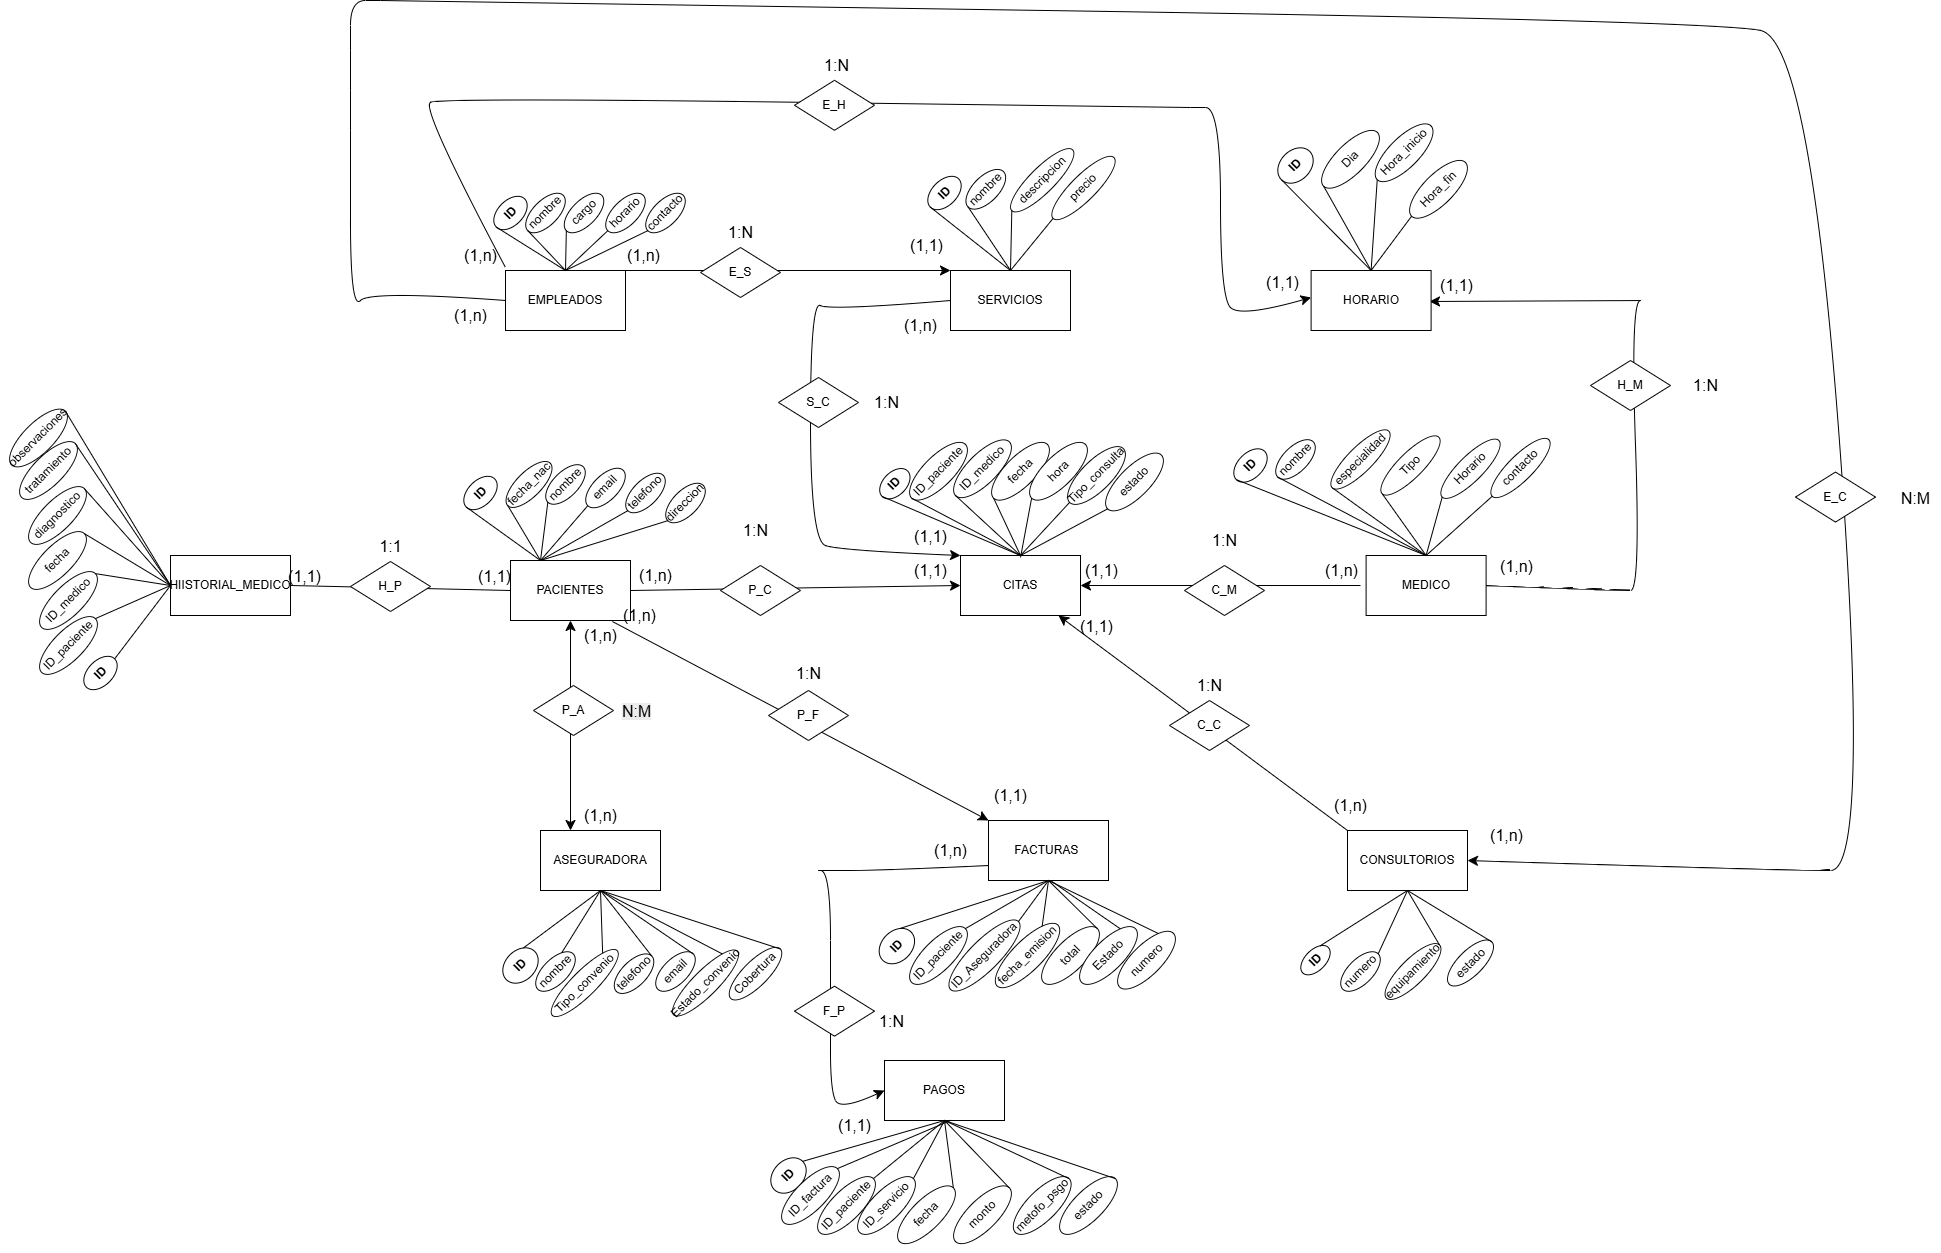 1:N
E_H
ID
Dia
Hora_inicio
Hora_fin
ID
nombre
descripcion
precio
ID
nombre
cargo
horario
contacto
(1,n)
(1,n)
1:N
(1,1)
E_S
(1,1)
(1,1)
EMPLEADOS
SERVICIOS
HORARIO
(1,n)
(1,n)
S_C
1:N
H_M
1:N
observaciones
tratamiento
diagnostico
fecha
ID_medico
ID_paciente
ID
ID
fecha_nac
nombre
email
telefono
direccion
ID
ID_paciente
ID_medico
fecha
hora
Tipo_consulta
estado
ID
nombre
especialidad
Tipo
Horario
contacto
E_C
N:M
1:1
1:N
(1,1)
1:N
HIISTORIAL_MEDICO
(1,1)
H_P
(1,1)
PACIENTES
(1,n)
P_C
(1,1)
CITAS
(1,1)
C_M
(1,n)
MEDICO
(1,n)
(1,n)
(1,n)
(1,1)
P_A
N:M
1:N
P_F
1:N
C_C
(1,n)
(1,1)
(1,n)
(1,n)
ASEGURADORA
(1,n)
FACTURAS
CONSULTORIOS
ID
nombre
Tipo_convenio
telefono
email
Estado_convenio
Cobertura
ID
ID_paciente
ID_Aseguradora
fecha_emision
total
Estado
numero
ID
numero
equipamiento
estado
F_P
1:N
PAGOS
(1,1)
ID
ID_factura
ID_paciente
ID_servicio
fecha
monto
metofo_psgo
estado